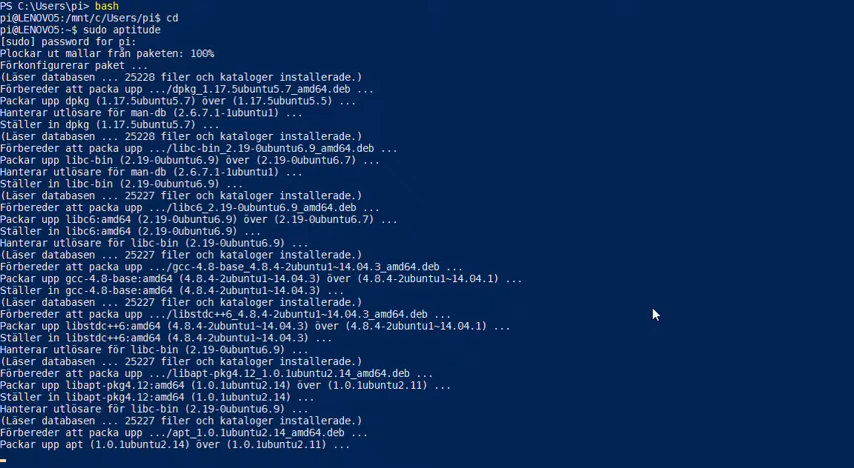 PS C:\Users\pi> bash
pi@LENOVO5:/mnt/c/Users/pi$ cd
pi@LENOVO5:~$ sudo aptitude
[sudo] password for pi:
Plockar ut mallar från paketen: 100%
Förkonfigurerar paket ...
(Läser databasen ... 25228 filer och kataloger installerade.)
Förbereder att packa upp .../dpkg_1.17.5ubuntu5.7_amd64.deb ...
Packar upp dpkg (1.17.5ubuntu5.7) över (1.17.5ubuntu5.5) ...
Hanterar utlösare för man-db (2.6.7.1-1ubuntu1) ...
Ställer in dpkg (1.17.5ubuntu5.7) ...
(Läser databasen ... 25228 filer och kataloger installerade.)
Förbereder att packa upp .../libc-bin_2.19-0ubuntu6.9_amd64.deb ...
Packar upp libc-bin (2.19-0ubuntu6.9) över (2.19-0ubuntu6.7) ...
Hanterar utlösare för man-db (2.6.7.1-1ubuntu1) ...
Ställer in libc-bin (2.19-0ubuntu6.9) ...
(Läser databasen ... 25227 filer och kataloger installerade.)
Förbereder att packa upp .../libc6_2.19-0ubuntu6.9_amd64.deb ...
Packar upp libc6:amd64 (2.19-0ubuntu6.9) över (2.19-0ubuntu6.7) ...
Ställer in libc6:amd64 (2.19-0ubuntu6.9) ...
Hanterar utlösare för libc-bin (2.19-0ubuntu6.9) ...
(Läser databasen ... 25227 filer och kataloger installerade.)
Förbereder att packa upp .../gcc-4.8-base_4.8.4-2ubuntu1~14.04.3_amd64.deb ...
Packar upp gcc-4.8-base:amd64 (4.8.4-2ubuntu1~14.04.3) över (4.8.4-2ubuntu1~14.04.1) ...
Ställer in gcc-4.8-base:amd64 (4.8.4-2ubuntu1~14.04.3) ...
(Läser databasen ... 25227 filer och kataloger installerade.)
Förbereder att packa upp .../libstdc++6_4.8.4-2ubuntu1~14.04.3_amd64.deb ...
Packar upp libstdc++6:amd64 (4.8.4-2ubuntu1~14.04.3) över (4.8.4-2ubuntu1~14.04.1) ...
Ställer in libstdc++6:amd64 (4.8.4-2ubuntu1~14.04.3) ...
Hanterar utlösare för libc-bin (2.19-0ubuntu6.9) ...
(Läser databasen ... 25227 filer och kataloger installerade.)
Förbereder att packa upp .../libapt-pkg4.12_1.0.1ubuntu2.14_amd64.deb ...
Packar upp libapt-pkg4.12:amd64 (1.0.1ubuntu2.14) över (1.0.1ubuntu2.11) ...
Ställer in libapt-pkg4.12:amd64 (1.0.1ubuntu2.14) ...
Hanterar utlösare för libc-bin (2.19-0ubuntu6.9) ...
(Läser databasen ... 25227 filer och kataloger installerade.)
Förbereder att packa upp .../apt_1.0.1ubuntu2.14_amd64.deb ...
Packar upp apt (1.0.1ubuntu2.14) över (1.0.1ubuntu2.11) ...